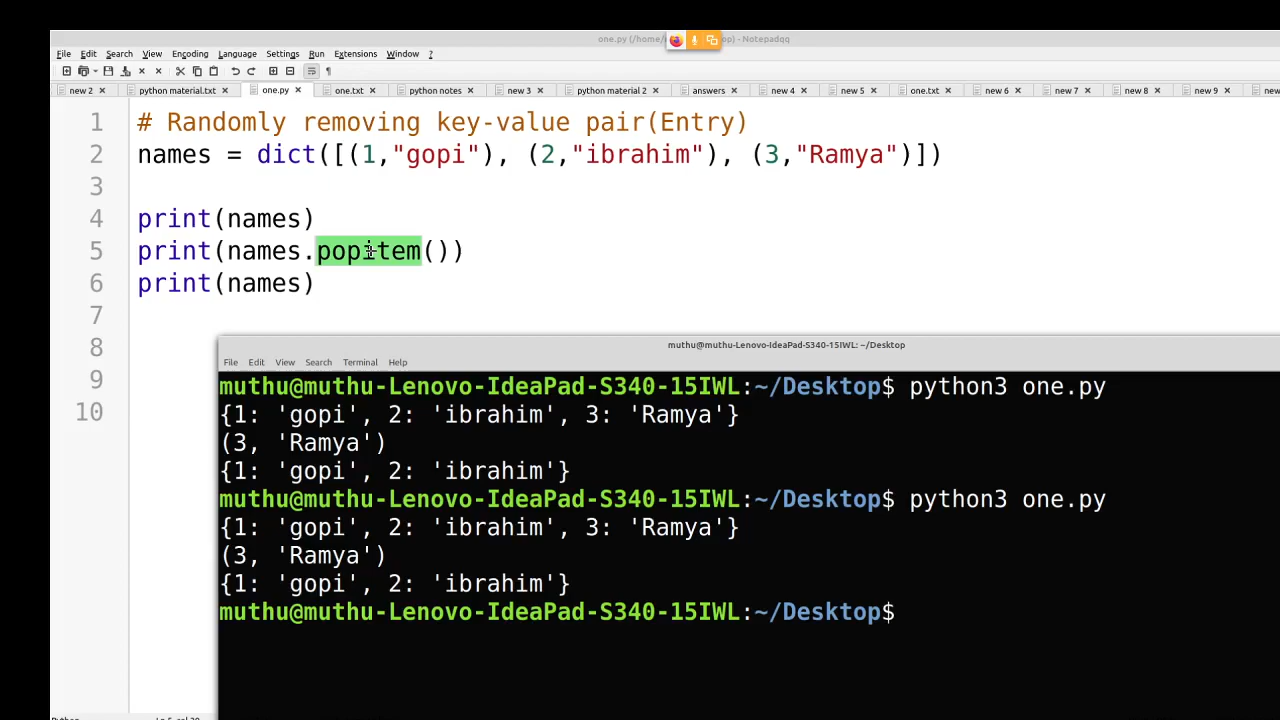 one.py (/home/ op) - Notepadqq
File Edit Search View Encoding Language Settings Run Extensions Window ?
new 2 python material.txt one.py one.txt python notes new 3 python material 2 answers new 4 new 5 one.txt new 6 new 7 new 8 new 9 new
1 # Randomly removing key-value pair(Entry)
2 names = dict([(1,"gopi"), (2,"ibrahim"), (3,"Ramya")])
3
4 print(names)
5 print(names.popitem())
6 print(names)
7
8
9
10
muthu@muthu-Lenovo-IdeaPad-S340-15IWL: ~/Desktop
File Edit View Search Terminal Help
muthu@muthu-Lenovo-IdeaPad-S340-15IWL:~/Desktop$ python3 one.py
{1: 'gopi', 2: 'ibrahim', 3: 'Ramya'}
(3, 'Ramya')
{1: 'gopi', 2: 'ibrahim'}
muthu@muthu-Lenovo-IdeaPad-S340-15IWL:~/Desktop$ python3 one.py
{1: 'gopi', 2: 'ibrahim', 3: 'Ramya'}
(3, 'Ramya')
{1: 'gopi', 2: 'ibrahim'}
muthu@muthu-Lenovo-IdeaPad-S340-15IWL:~/Desktop$